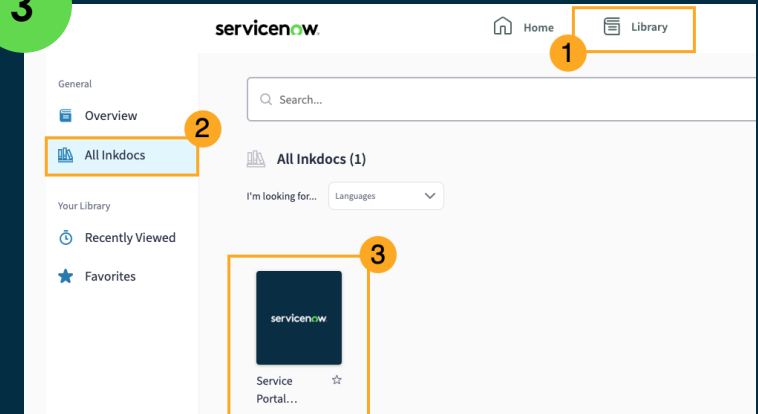 3
servicenow
Home
Library
1
General
Overview
2
All Inkdocs
Your Library
Recently Viewed
Favorites
Search...
All Inkdocs (1)
I'm looking for...
Languages
3
servicenow
Service
Portal...